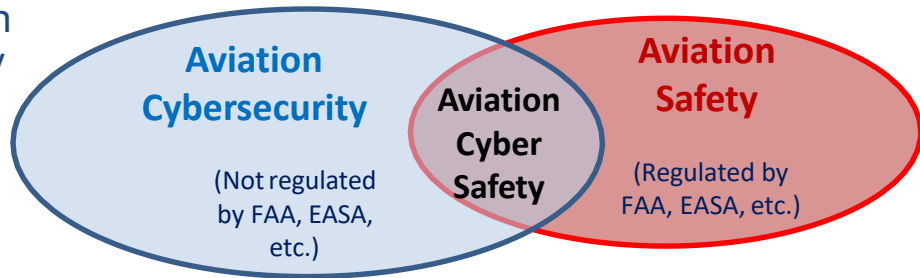 Aviation
Cybersecurity
(Not regulated
by FAA, EASA,
etc.)
Aviation
Cyber
Safety
Aviation
Safety
(Regulated by
FAA, EASA, etc.)